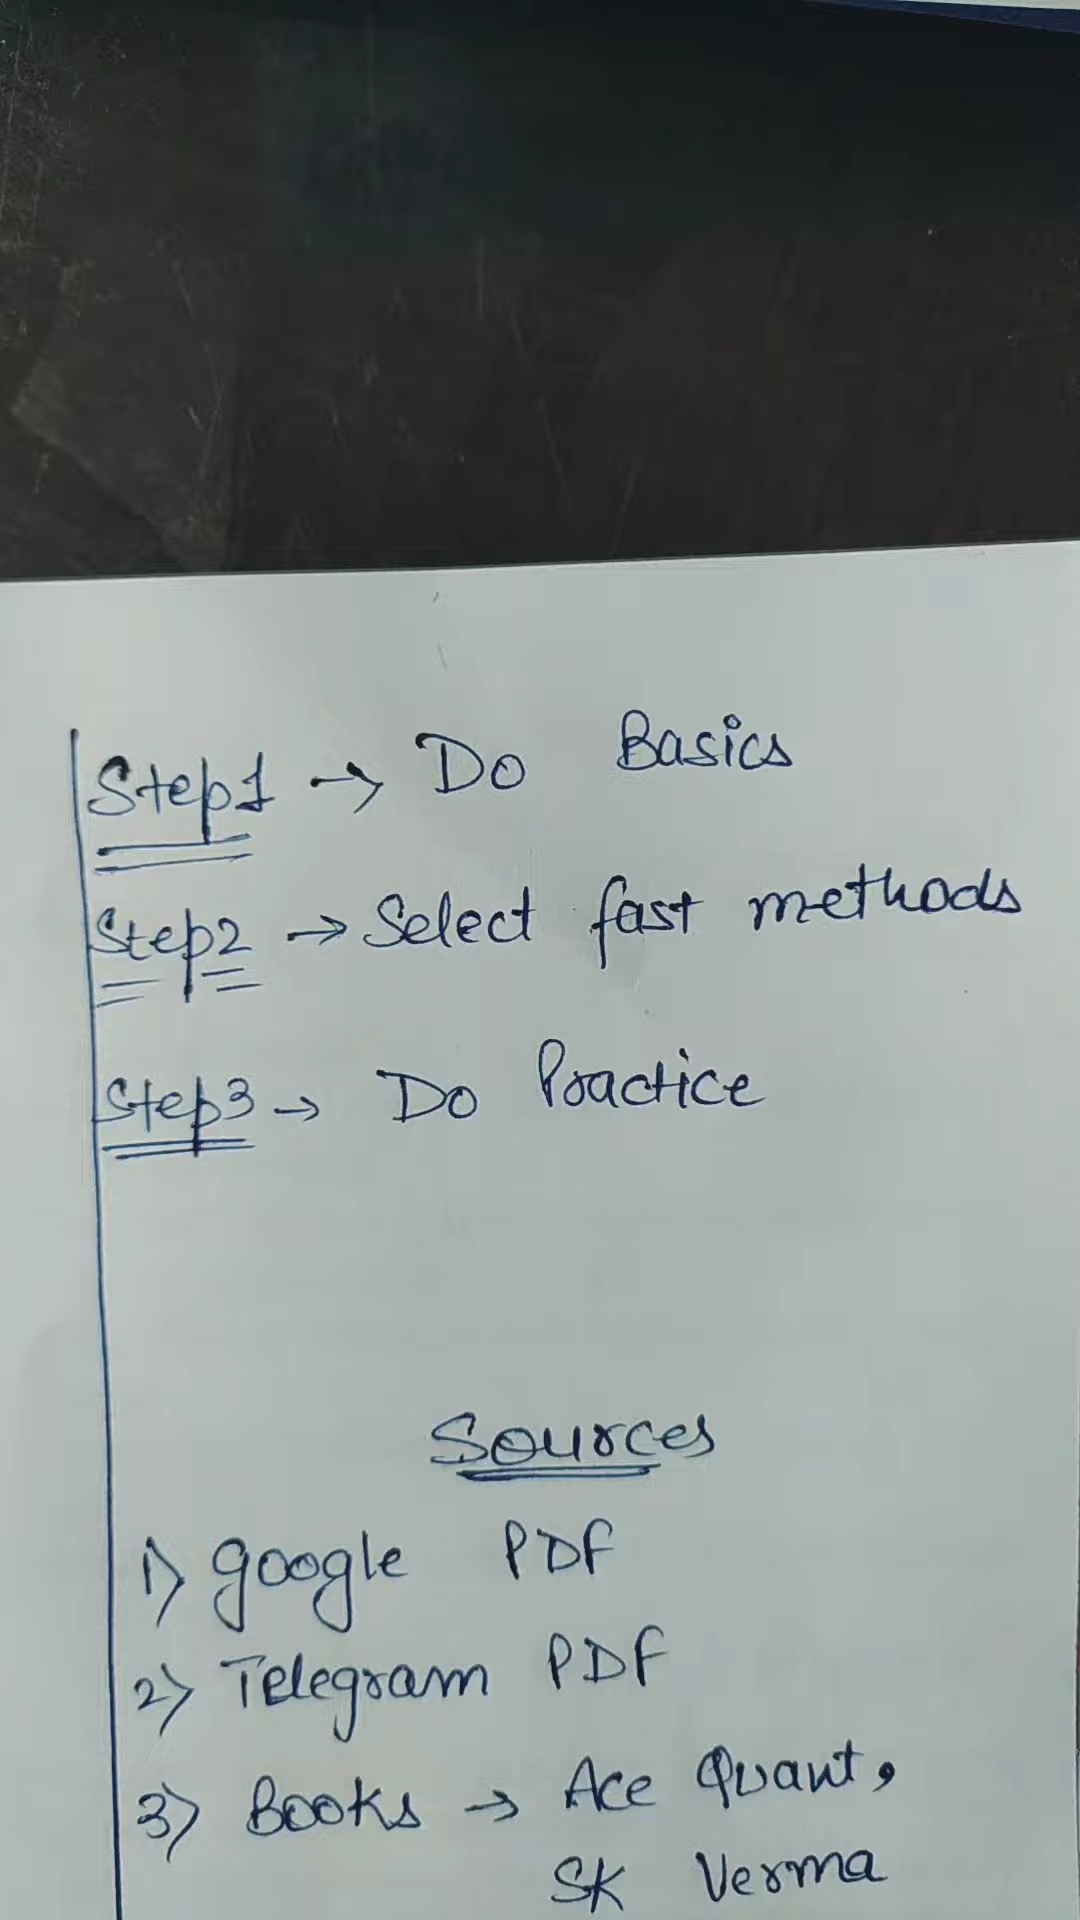 Step1 → Do Basics
Step2 → Select fast methods
Step3 → Do Practice
Sources
1) google PDF
2) Telegram PDF
3) Books → Ace Quant,
SK Verma